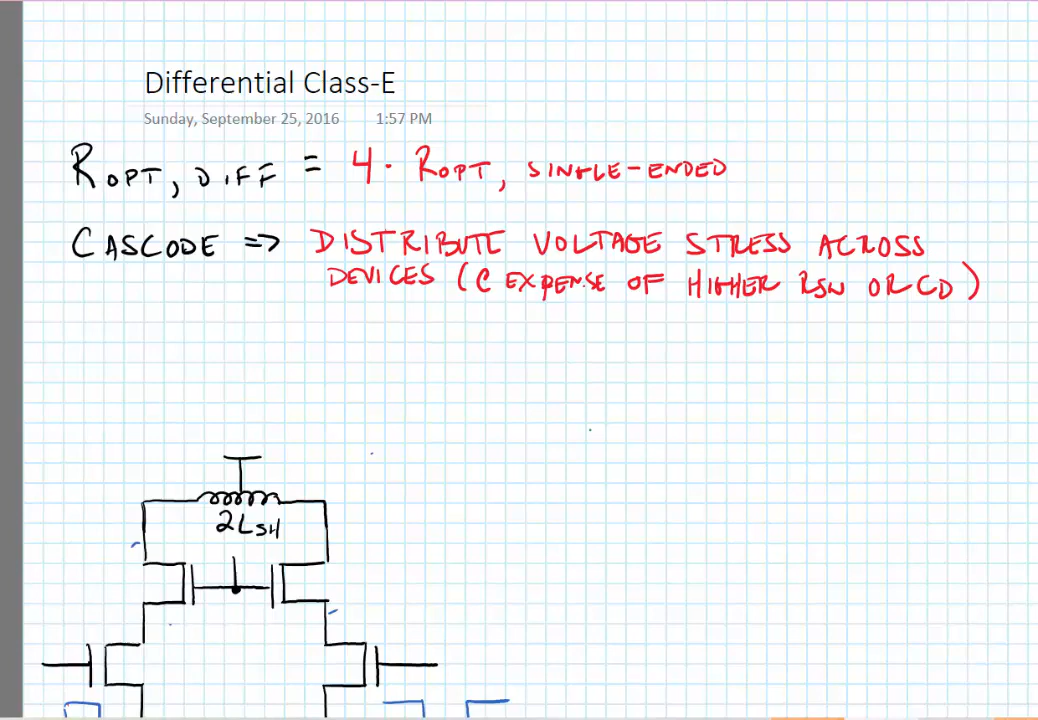 Differential Class-E
Sunday, September 25, 2016 1:57 PM
ROPT, DIFF = 4 · ROPT, SINGLE-ENDED
CASCODE => DISTRIBUTE VOLTAGE STRESS ACROSS
DEVICES (@ EXPENSE OF HIGHER RSW OR CD)
2LSH